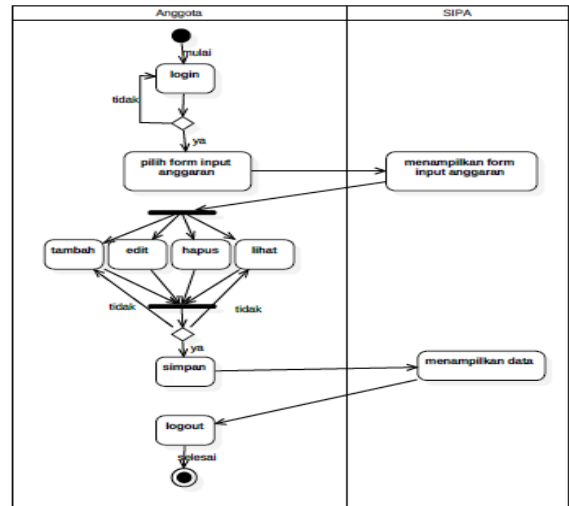 Anggota
SIPA
mulai
login
tidak
ya
pilih form input
anggaran
menampilkan form
input anggaran
tambah
edit
hapus
lihat
tidak
tidak
ya
simpan
menampilkan data
logout
selesai